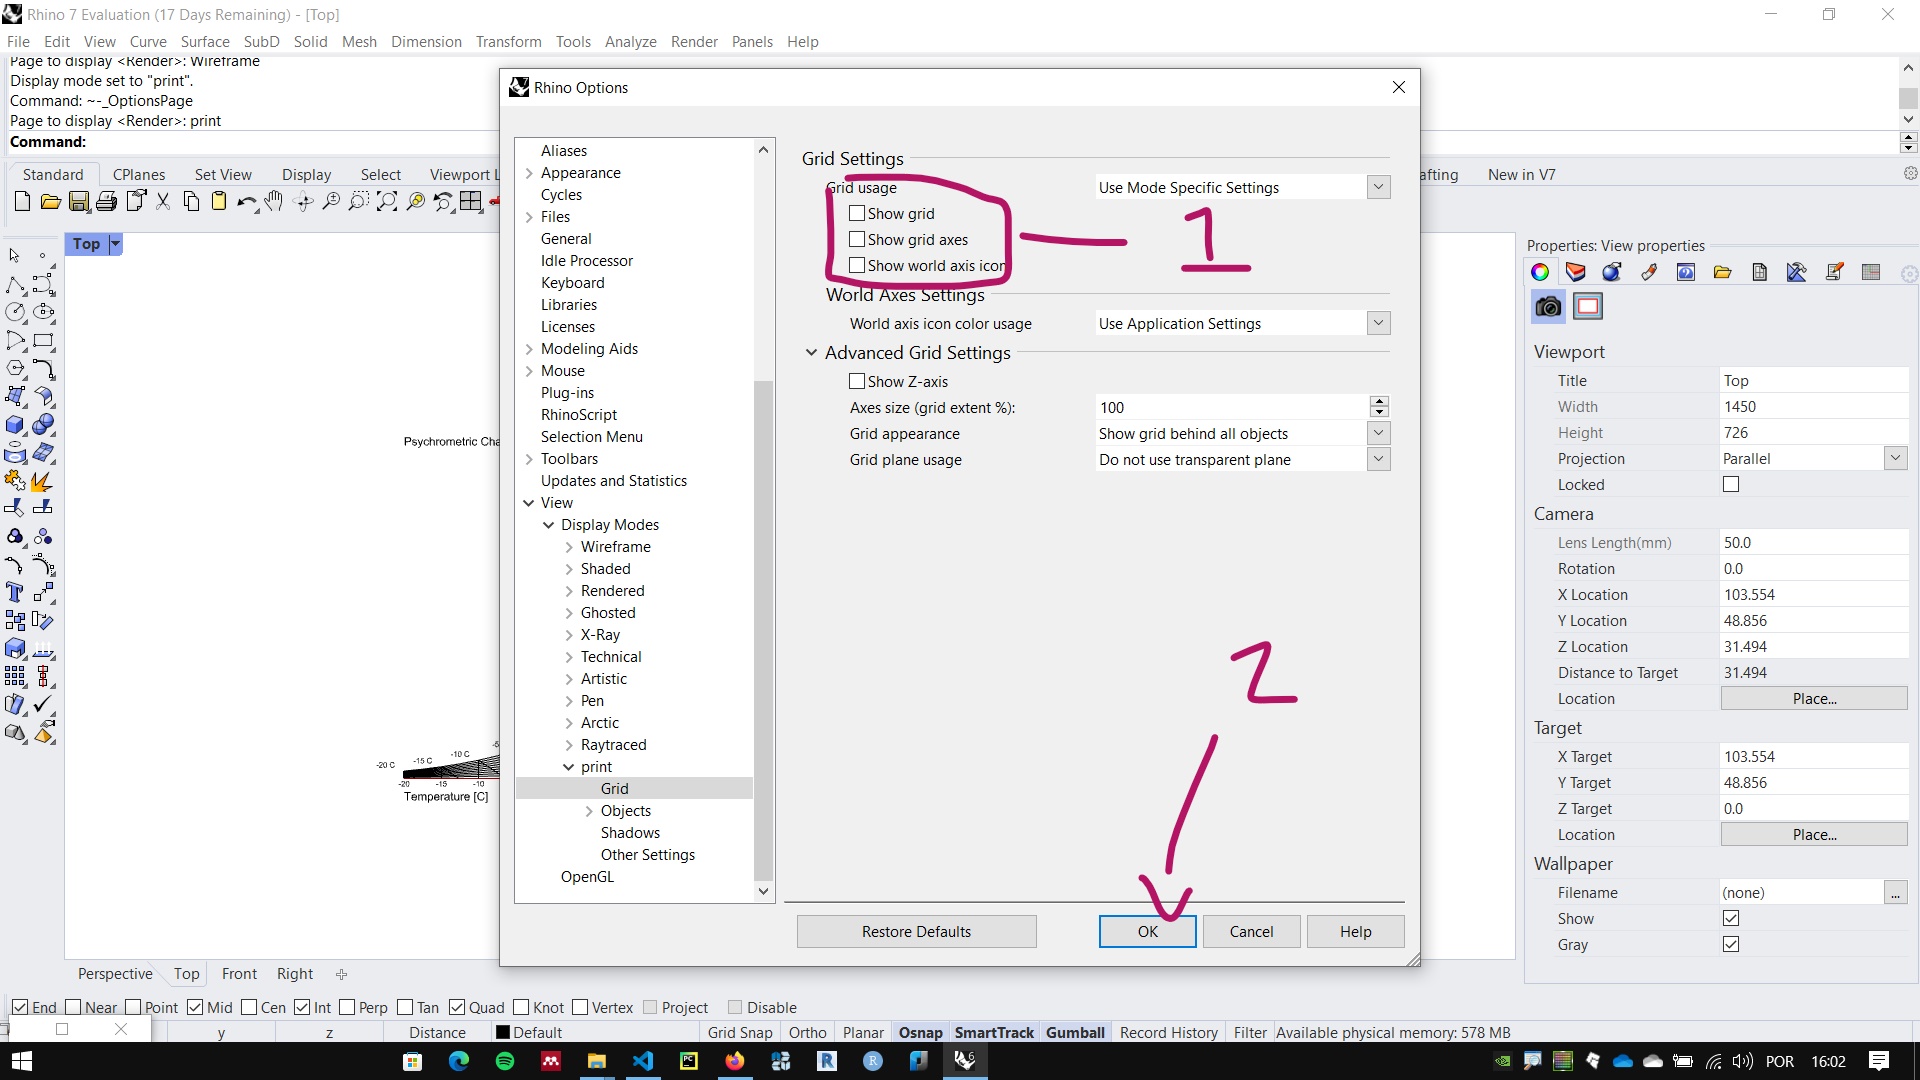 Rhino 7 Evaluation (17 Days Remaining) - [Top]
File Edit View Curve Surface SubD Solid Mesh Dimension Transform Tools Analyze Render Panels Help
Page to display <Render>: Wireframe
Display mode set to "print".
Command: ~-_OptionsPage
Page to display <Render>: print
Command:
Standard CPlanes Set View Display Select Viewport L
afting New in V7
Top
Psychrometric Cha
-20 C -15 C -10 C -5
-20 -15 -10
Temperature [C]
Rhino Options
Aliases
Appearance
Cycles
Files
General
Idle Processor
Keyboard
Libraries
Licenses
Modeling Aids
Mouse
Plug-ins
RhinoScript
Selection Menu
Toolbars
Updates and Statistics
View
Display Modes
Wireframe
Shaded
Rendered
Ghosted
X-Ray
Technical
Artistic
Pen
Arctic
Raytraced
print
Grid
Objects
Shadows
Other Settings
OpenGL
Grid Settings
Grid usage Use Mode Specific Settings
Show grid
Show grid axes
Show world axis icon
1
World Axes Settings
World axis icon color usage Use Application Settings
Advanced Grid Settings
Show Z-axis
Axes size (grid extent %): 100
Grid appearance Show grid behind all objects
Grid plane usage Do not use transparent plane
2
Restore Defaults OK Cancel Help
Properties: View properties
Viewport
Title Top
Width 1450
Height 726
Projection Parallel
Locked
Camera
Lens Length(mm) 50.0
Rotation 0.0
X Location 103.554
Y Location 48.856
Z Location 31.494
Distance to Target 31.494
Location Place...
Target
X Target 103.554
Y Target 48.856
Z Target 0.0
Location Place...
Wallpaper
Filename (none) ...
Show
Gray
Perspective Top Front Right
End Near Point Mid Cen Int Perp Tan Quad Knot Vertex Project Disable
y z Distance Default Grid Snap Ortho Planar Osnap SmartTrack Gumball Record History Filter Available physical memory: 578 MB
POR 16:02